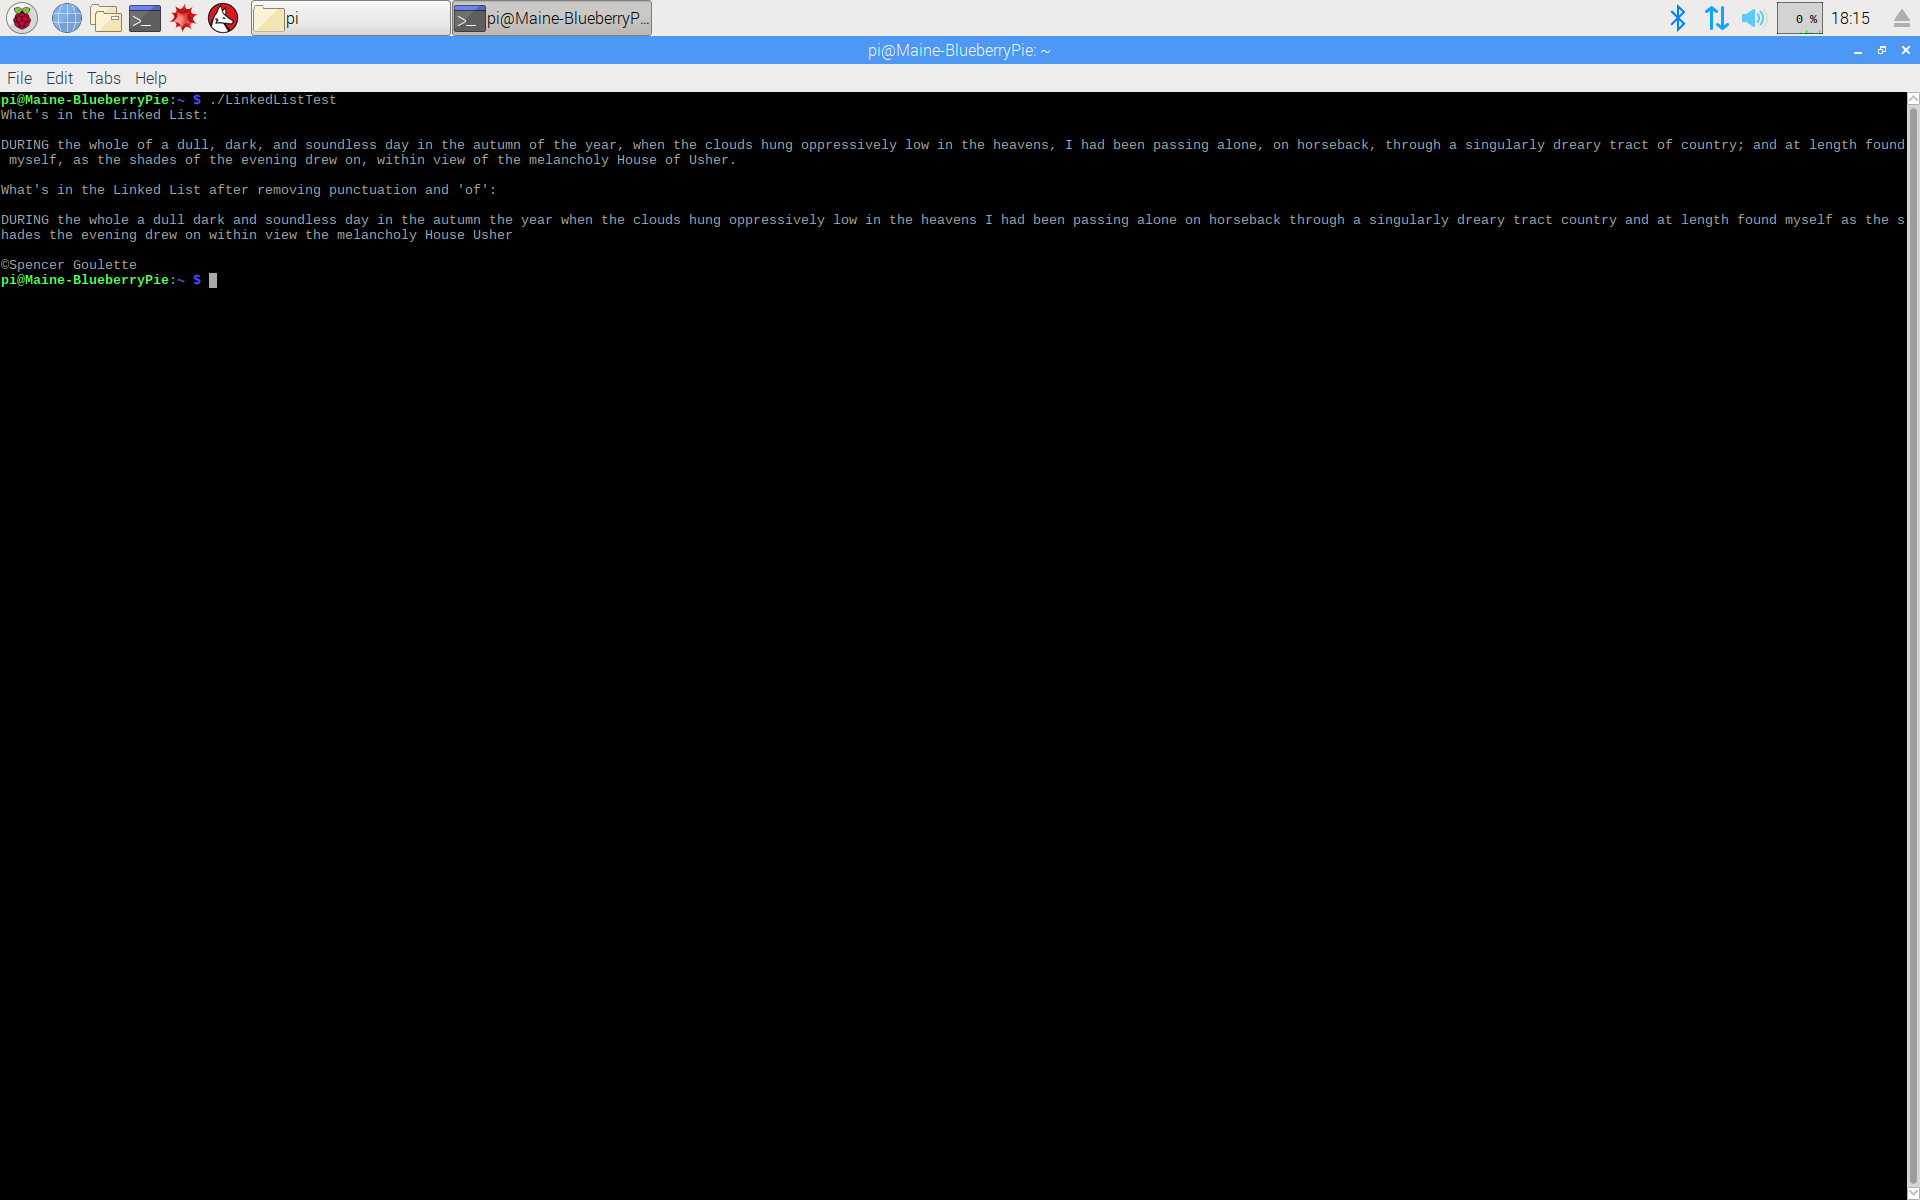 pi
pi@Maine-BlueberryP...
0 %
18:15
pi@Maine-BlueberryPie: ~
File Edit Tabs Help
pi@Maine-BlueberryPie:~ $ ./LinkedListTest
What's in the Linked List:
DURING the whole of a dull, dark, and soundless day in the autumn of the year, when the clouds hung oppressively low in the heavens, I had been passing alone, on horseback, through a singularly dreary tract of country; and at length found
myself, as the shades of the evening drew on, within view of the melancholy House of Usher.
What's in the Linked List after removing punctuation and 'of':
DURING the whole a dull dark and soundless day in the autumn the year when the clouds hung oppressively low in the heavens I had been passing alone on horseback through a singularly dreary tract country and at length found myself as the s
hades the evening drew on within view the melancholy House Usher
©Spencer Goulette
pi@Maine-BlueberryPie:~ $